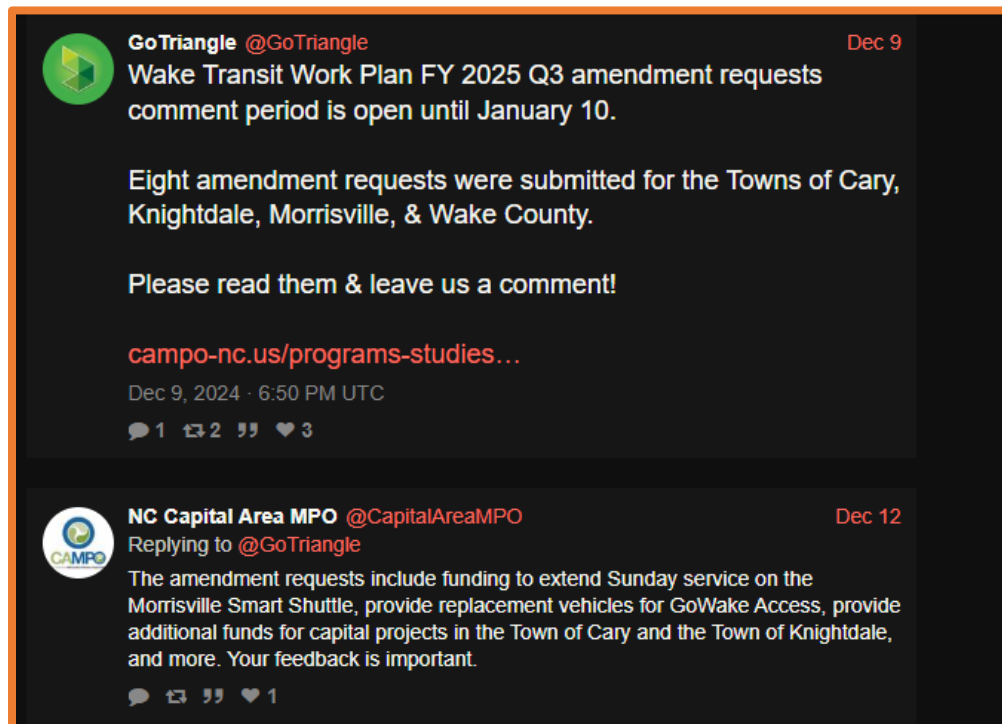 GoTriangle @GoTriangle Dec 9
Wake Transit Work Plan FY 2025 Q3 amendment requests
comment period is open until January 10.
Eight amendment requests were submitted for the Towns of Cary,
Knightdale, Morrisville, & Wake County.
Please read them & leave us a comment!
campo-nc.us/programs-studies…
Dec 9, 2024 · 6:50 PM UTC
1 2 3
CAMPO
NC Capital Area MPO @CapitalAreaMPO Dec 12
Replying to @GoTriangle
The amendment requests include funding to extend Sunday service on the
Morrisville Smart Shuttle, provide replacement vehicles for GoWake Access, provide
additional funds for capital projects in the Town of Cary and the Town of Knightdale,
and more. Your feedback is important.
1